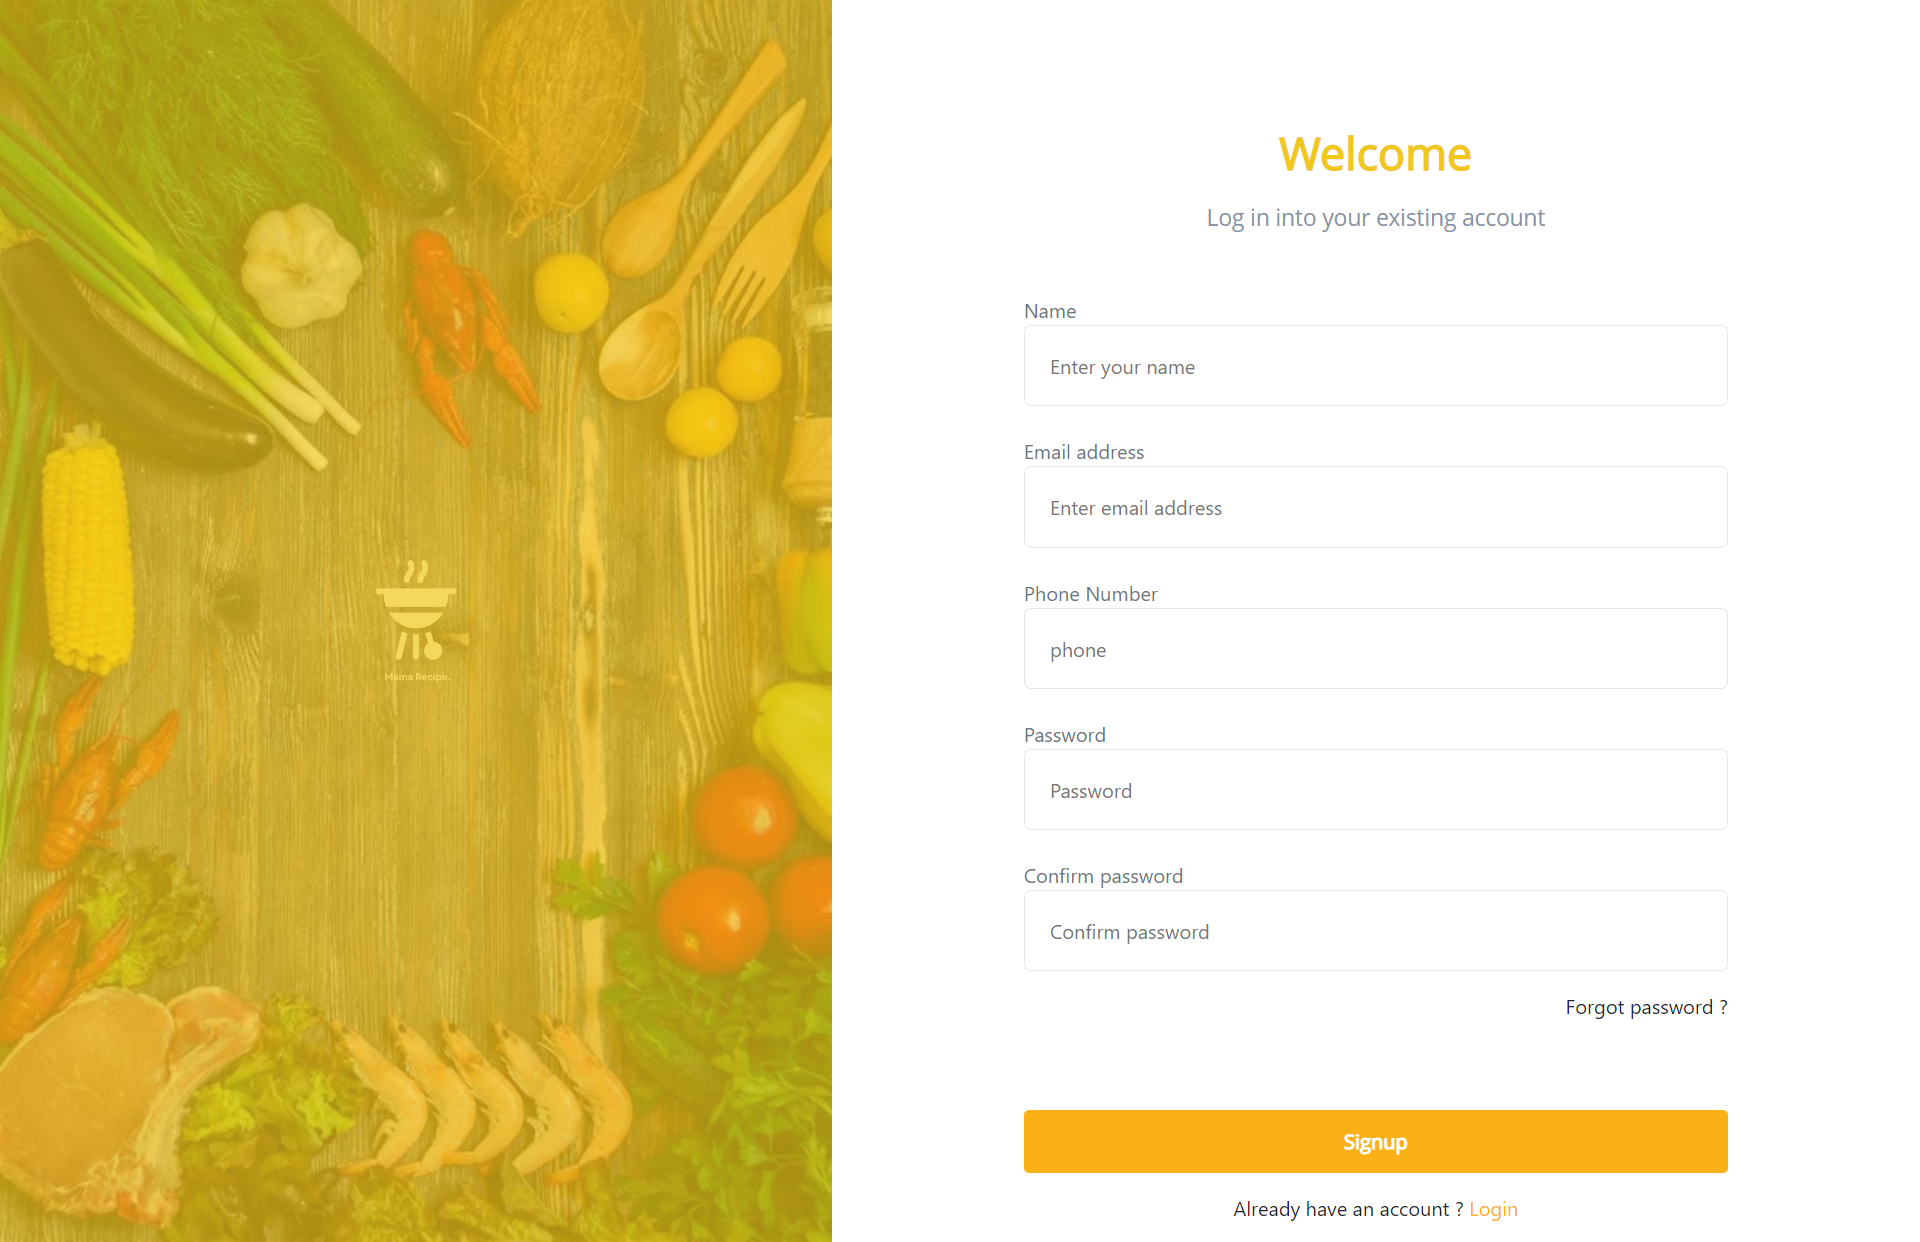 Mama Recipe.
Welcome
Log in into your existing account
Name
Enter your name
Email address
Enter email address
Phone Number
phone
Password
Password
Confirm password
Confirm password
Forgot password ?
Signup
Already have an account ? Login